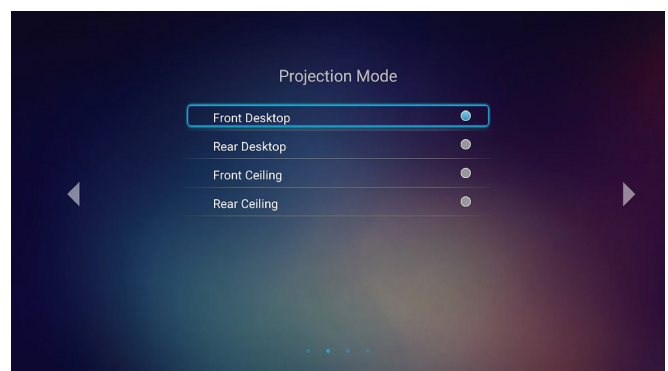 Projection Mode
Front Desktop
Rear Desktop
Front Ceiling
Rear Ceiling